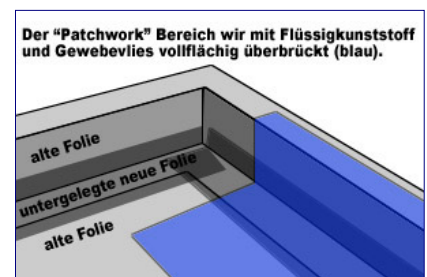 Der "Patchwork" Bereich wir mit Flüssigkunststoff
und Gewebevlies vollflächig überbrückt (blau).
alte Folie
untergelegte neue Folie
alte Folie